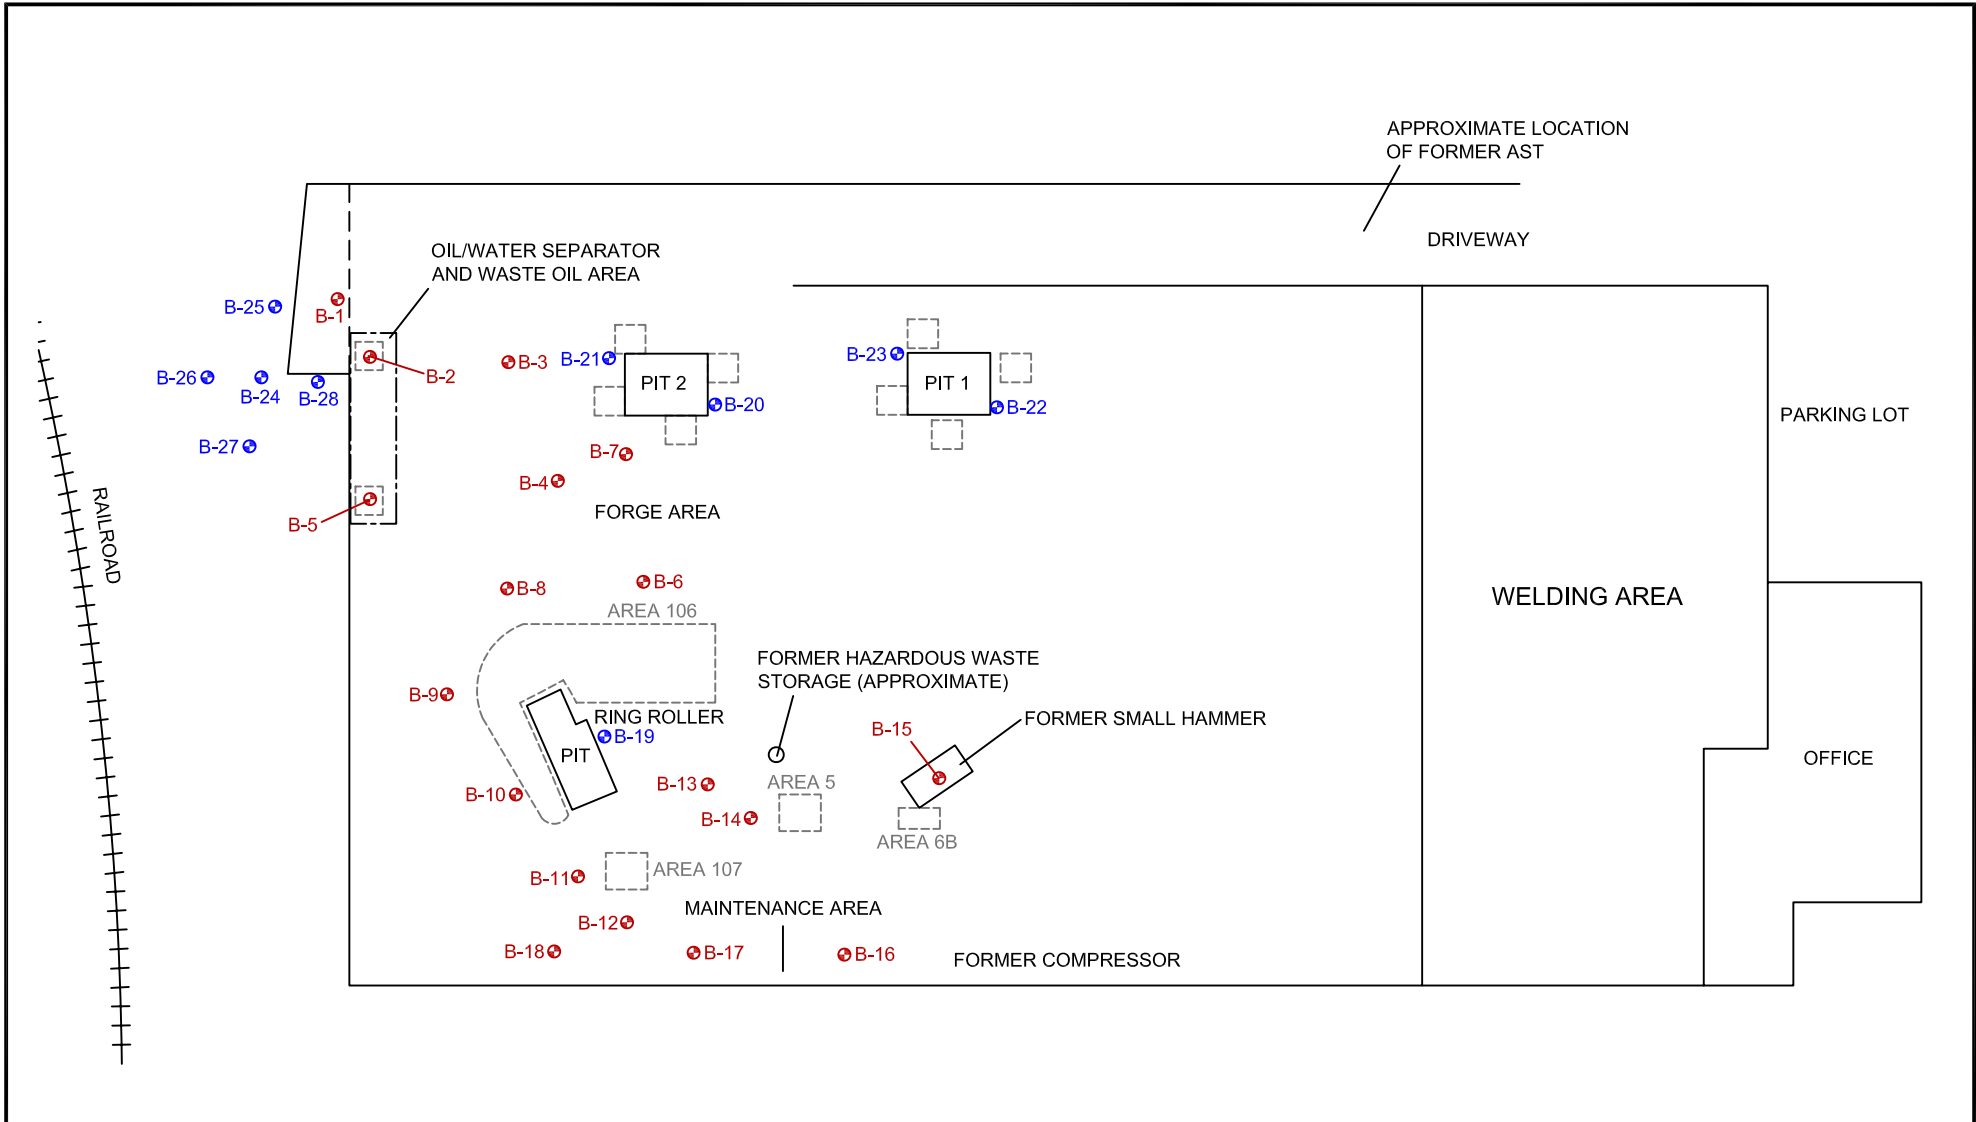 APPROXIMATE LOCATION
OF FORMER AST
DRIVEWAY
OIL/WATER SEPARATOR
AND WASTE OIL AREA
B-25
B-1
B-3
B-21
B-23
B-2
B-26
B-24
B-28
PIT 2
PIT 1
B-20
B-22
PARKING LOT
B-27
B-7
B-4
B-5
FORGE AREA
RAILROAD
B-8
B-6
AREA 106
WELDING AREA
FORMER HAZARDOUS WASTE
STORAGE (APPROXIMATE)
B-9
RING ROLLER
FORMER SMALL HAMMER
B-15
B-19
PIT
OFFICE
B-13
AREA 5
B-10
B-14
AREA 6B
B-11
AREA 107
MAINTENANCE AREA
B-12
B-18
B-17
B-16
FORMER COMPRESSOR